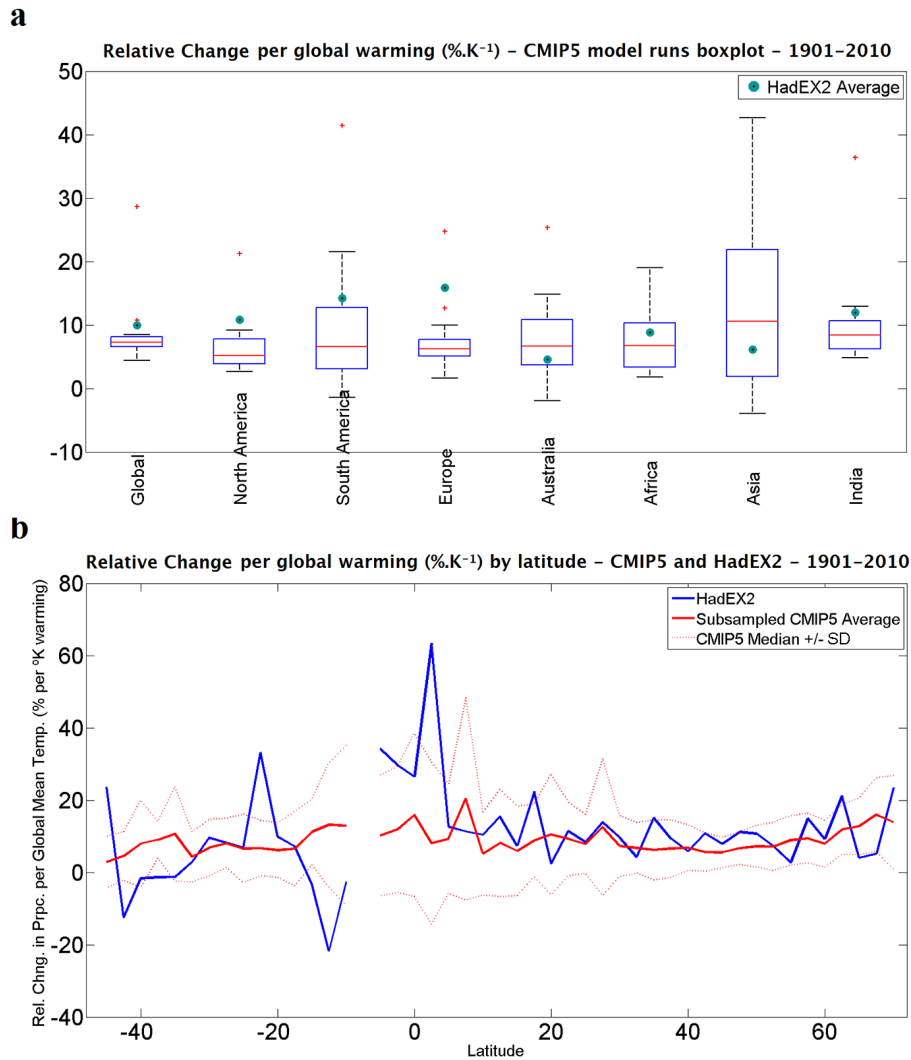 a
Relative Change per global warming (%.K⁻¹) – CMIP5 model runs boxplot – 1901–2010
HadEX2 Average
50
40
30
20
10
0
-10
Global
North America
South America
Europe
Australia
Africa
Asia
India
b
Relative Change per global warming (%.K⁻¹) by latitude – CMIP5 and HadEX2 – 1901–2010
HadEX2
Subsampled CMIP5 Average
CMIP5 Median +/- SD
Rel. Chng. in Prpc. per Global Mean Temp. (% per ºK warming)
80
60
40
20
0
-20
-40
-40
-20
0
20
40
60
Latitude